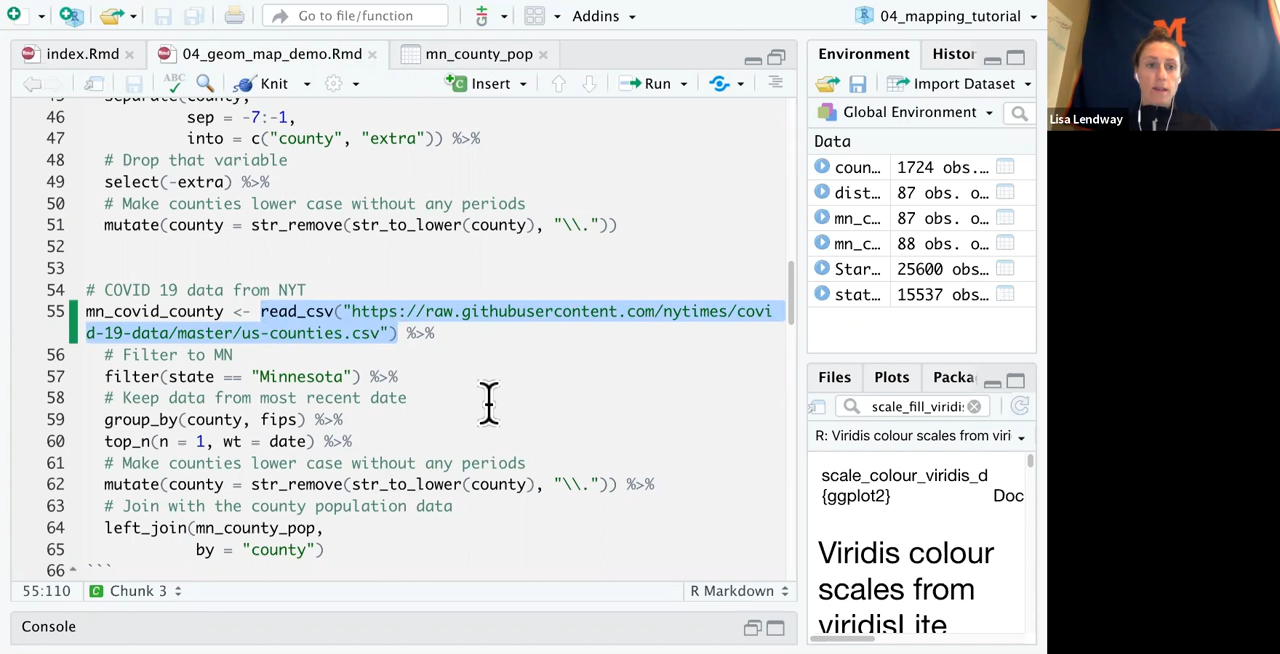 Go to file/function
Addins
04_mapping_tutorial
index.Rmd
04_geom_map_demo.Rmd
mn_county_pop
ABC
Knit
Insert
Run
46 sep = -7:-1,
47 into = c("county", "extra")) %>%
48 # Drop that variable
49 select(-extra) %>%
50 # Make counties lower case without any periods
51 mutate(county = str_remove(str_to_lower(county), "\\."))
52
53
54 # COVID 19 data from NYT
55 mn_covid_county <- read_csv("https://raw.githubusercontent.com/nytimes/covi
d-19-data/master/us-counties.csv") %>%
56 # Filter to MN
57 filter(state == "Minnesota") %>%
58 # Keep data from most recent date
59 group_by(county, fips) %>%
60 top_n(n = 1, wt = date) %>%
61 # Make counties lower case without any periods
62 mutate(county = str_remove(str_to_lower(county), "\\.")) %>%
63 # Join with the county population data
64 left_join(mn_county_pop,
65 by = "county")
66 ```
55:110
C Chunk 3
R Markdown
Console
Environment Histor
Import Dataset
Global Environment
Data
coun… 1724 obs.…
dist… 87 obs. o…
mn_c… 87 obs. o…
mn_c… 88 obs. o…
Star… 25600 obs…
stat… 15537 obs…
Files Plots Packa
scale_fill_viridi
R: Viridis colour scales from viri
scale_colour_viridis_d
{ggplot2} Doc
Viridis colour
scales from
viridisLite
M
Lisa Lendway